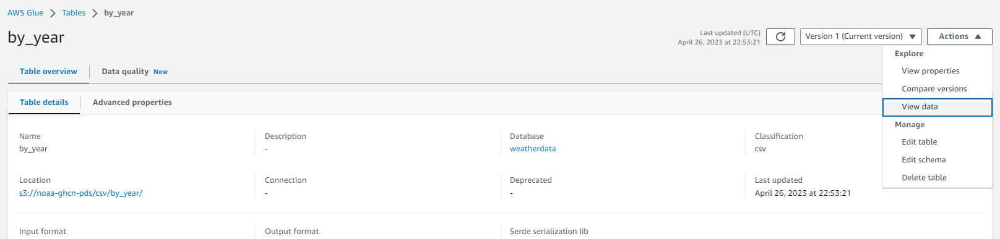 AWS Glue > Tables > by_year
by_year
Last updated (UTC)
April 26, 2023 at 22:53:21
Version 1 (Current version)
Actions
Explore
View properties
Compare versions
View data
Manage
Edit table
Edit schema
Delete table
Table overview
Data quality New
Table details
Advanced properties
Name
by_year
Description
-
Database
weatherdata
Classification
csv
Location
s3://noaa-ghcn-pds/csv/by_year/
Connection
-
Deprecated
-
Last updated
April 26, 2023 at 22:53:21
Input format
Output format
Serde serialization lib